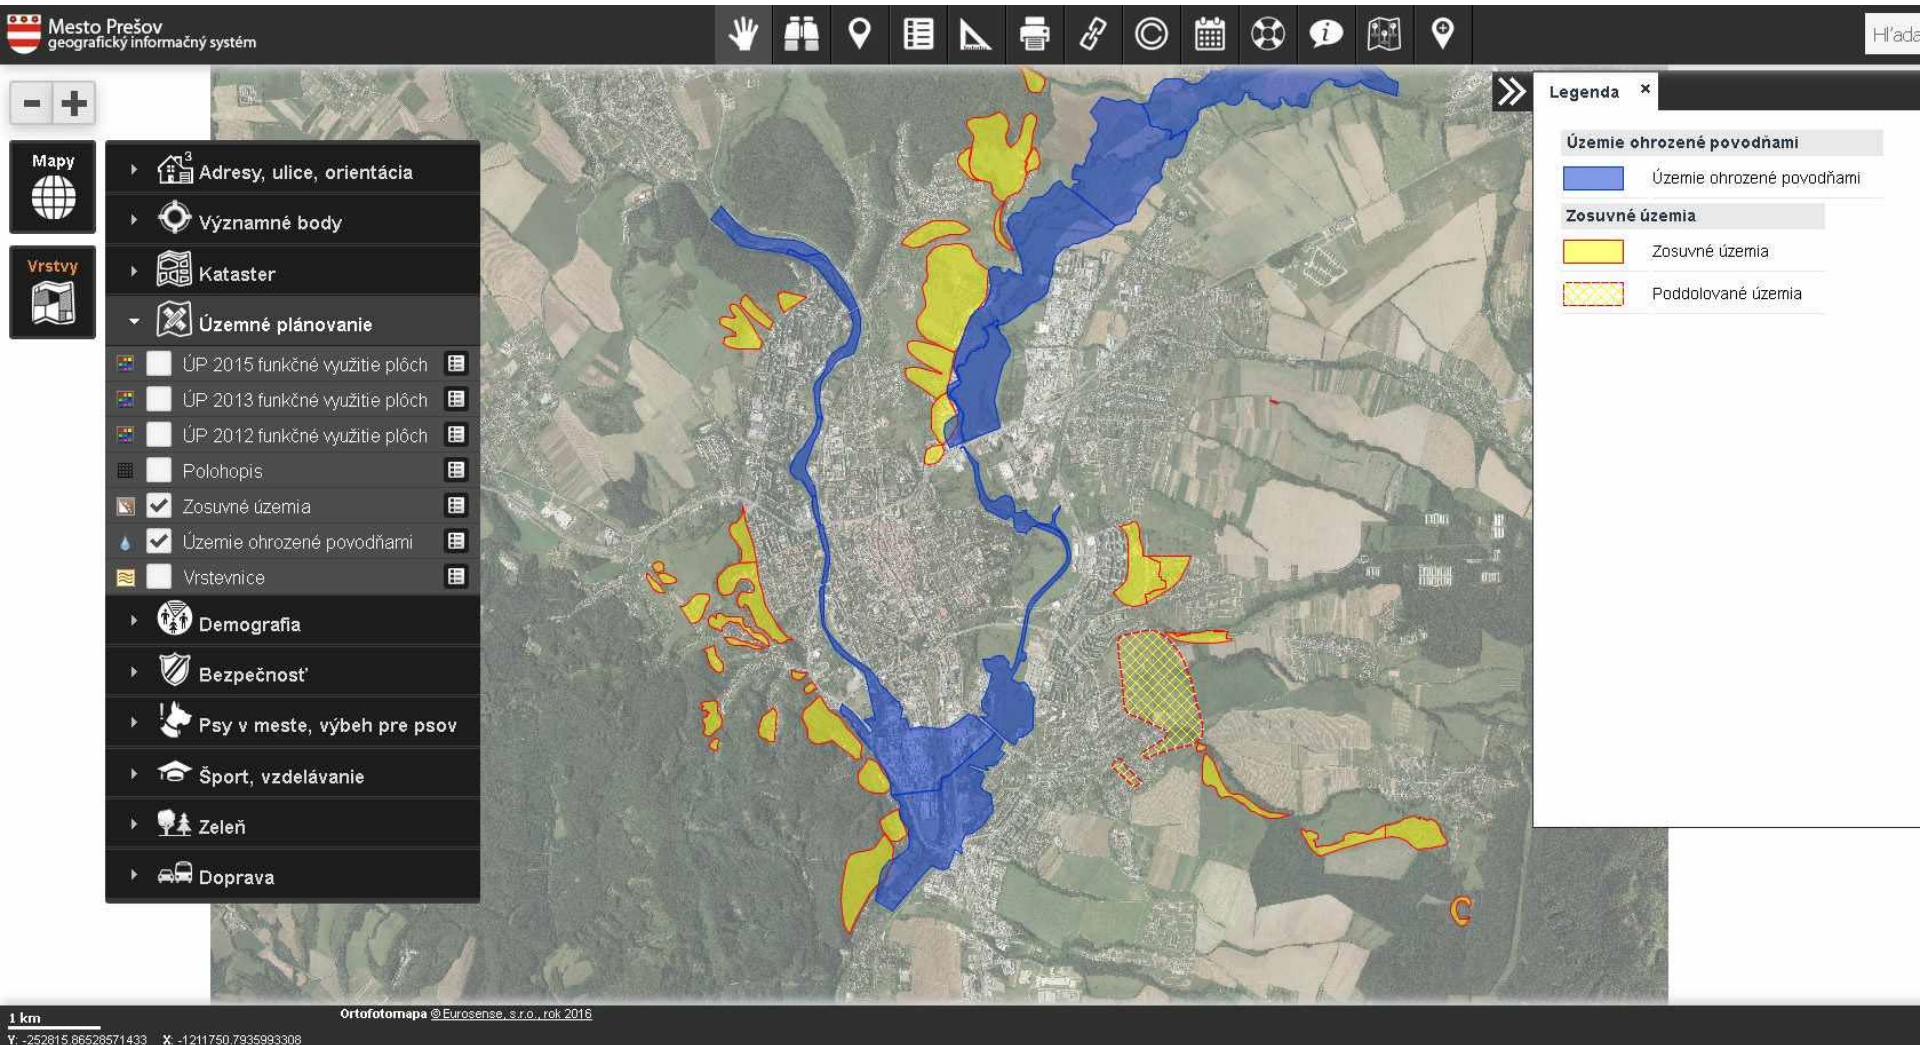 Mesto Prešov
geografický informačný systém
Mapy
Vrstvy
3
Adresy, ulice, orientácia
Významné body
Kataster
Územné plánovanie
ÚP 2015 funkčné využitie plôch
ÚP 2013 funkčné využitie plôch
ÚP 2012 funkčné využitie plôch
Polohopis
Zosuvné územia
Územie ohrozené povodňami
Vrstevnice
Demografia
Bezpečnosť
Psy v meste, výbeh pre psov
Šport, vzdelávanie
Zeleň
Doprava
Hľada
Legenda ×
Územie ohrozené povodňami
Územie ohrozené povodňami
Zosuvné územia
Zosuvné územia
Poddolované územia
1 km
Ortofotomapa © Eurosense, s.r.o., rok 2016
Y: -252815.86528571433 X: -1211750.7935993308